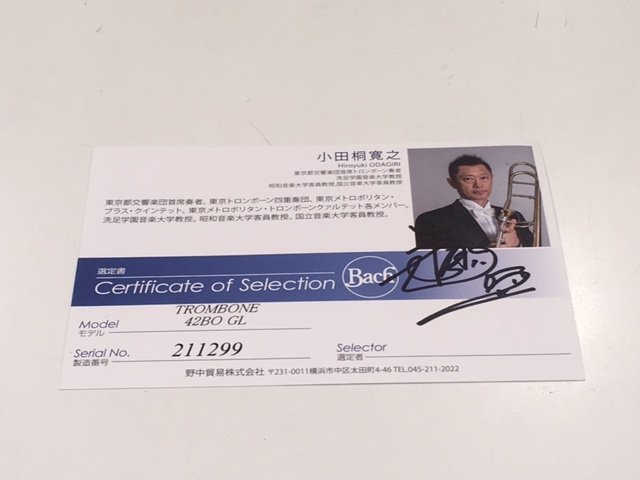 小田桐寛之
Hiroyuki ODAGIRI
東京都交響楽団首席トロンボーン奏者
洗足学園音楽大学教授
昭和音楽大学客員教授,国立音楽大学客員教授
東京都交響楽団首席奏者、東京トロンボーン四重奏団、東京メトロポリタン・
ブラス・クインテット、東京メトロポリタン・トロンボーンクァルテット各メンバー。
洗足学園音楽大学教授。昭和音楽大学客員教授。国立音楽大学客員教授。
選定書
Certificate of Selection
Bach
TROMBONE
Model 42BO GL
モデル
Serial No. 211299
製造番号
Selector
選定者
野中貿易株式会社 〒231-0011横浜市中区太田町4-46 TEL.045-211-2022